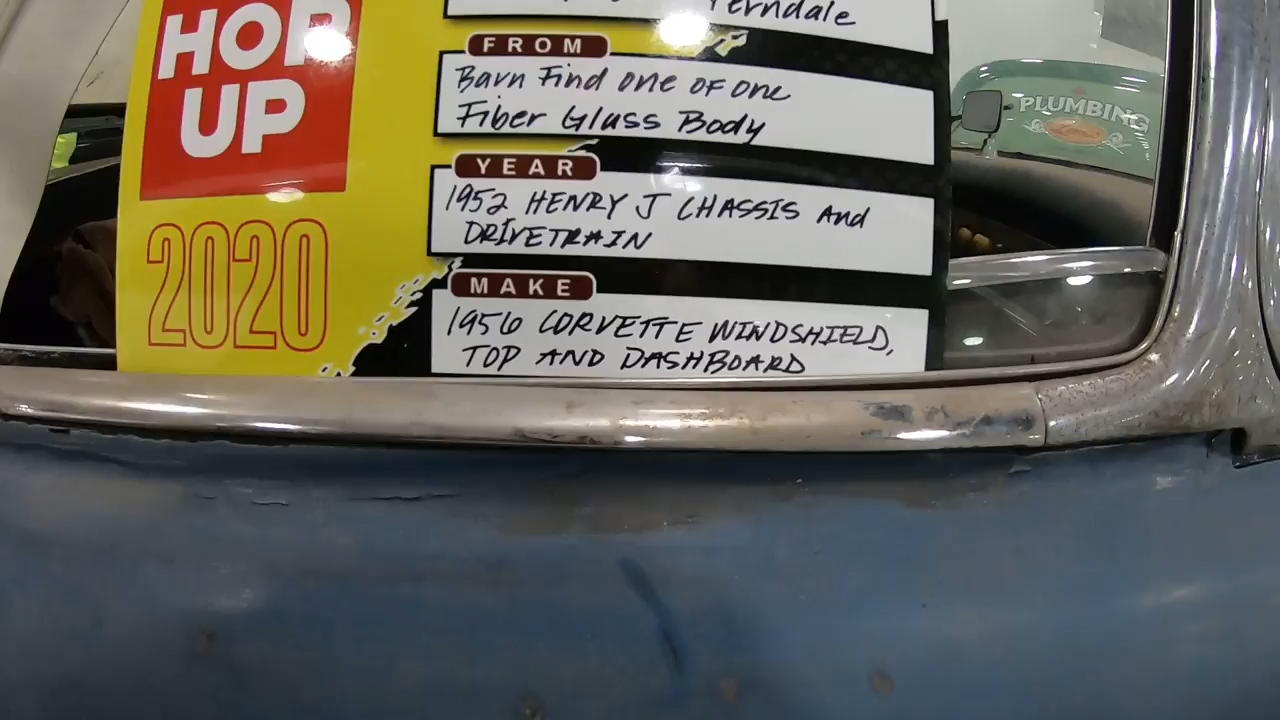 Ferndale
HOP
UP
2020
FROM
Barn Find one of one
Fiber Glass Body
YEAR
1952 HENRY J CHASSIS And
DRIVETRAIN
MAKE
1956 CORVETTE WINDSHIELD,
TOP AND DASHBOARD
PLUMBING